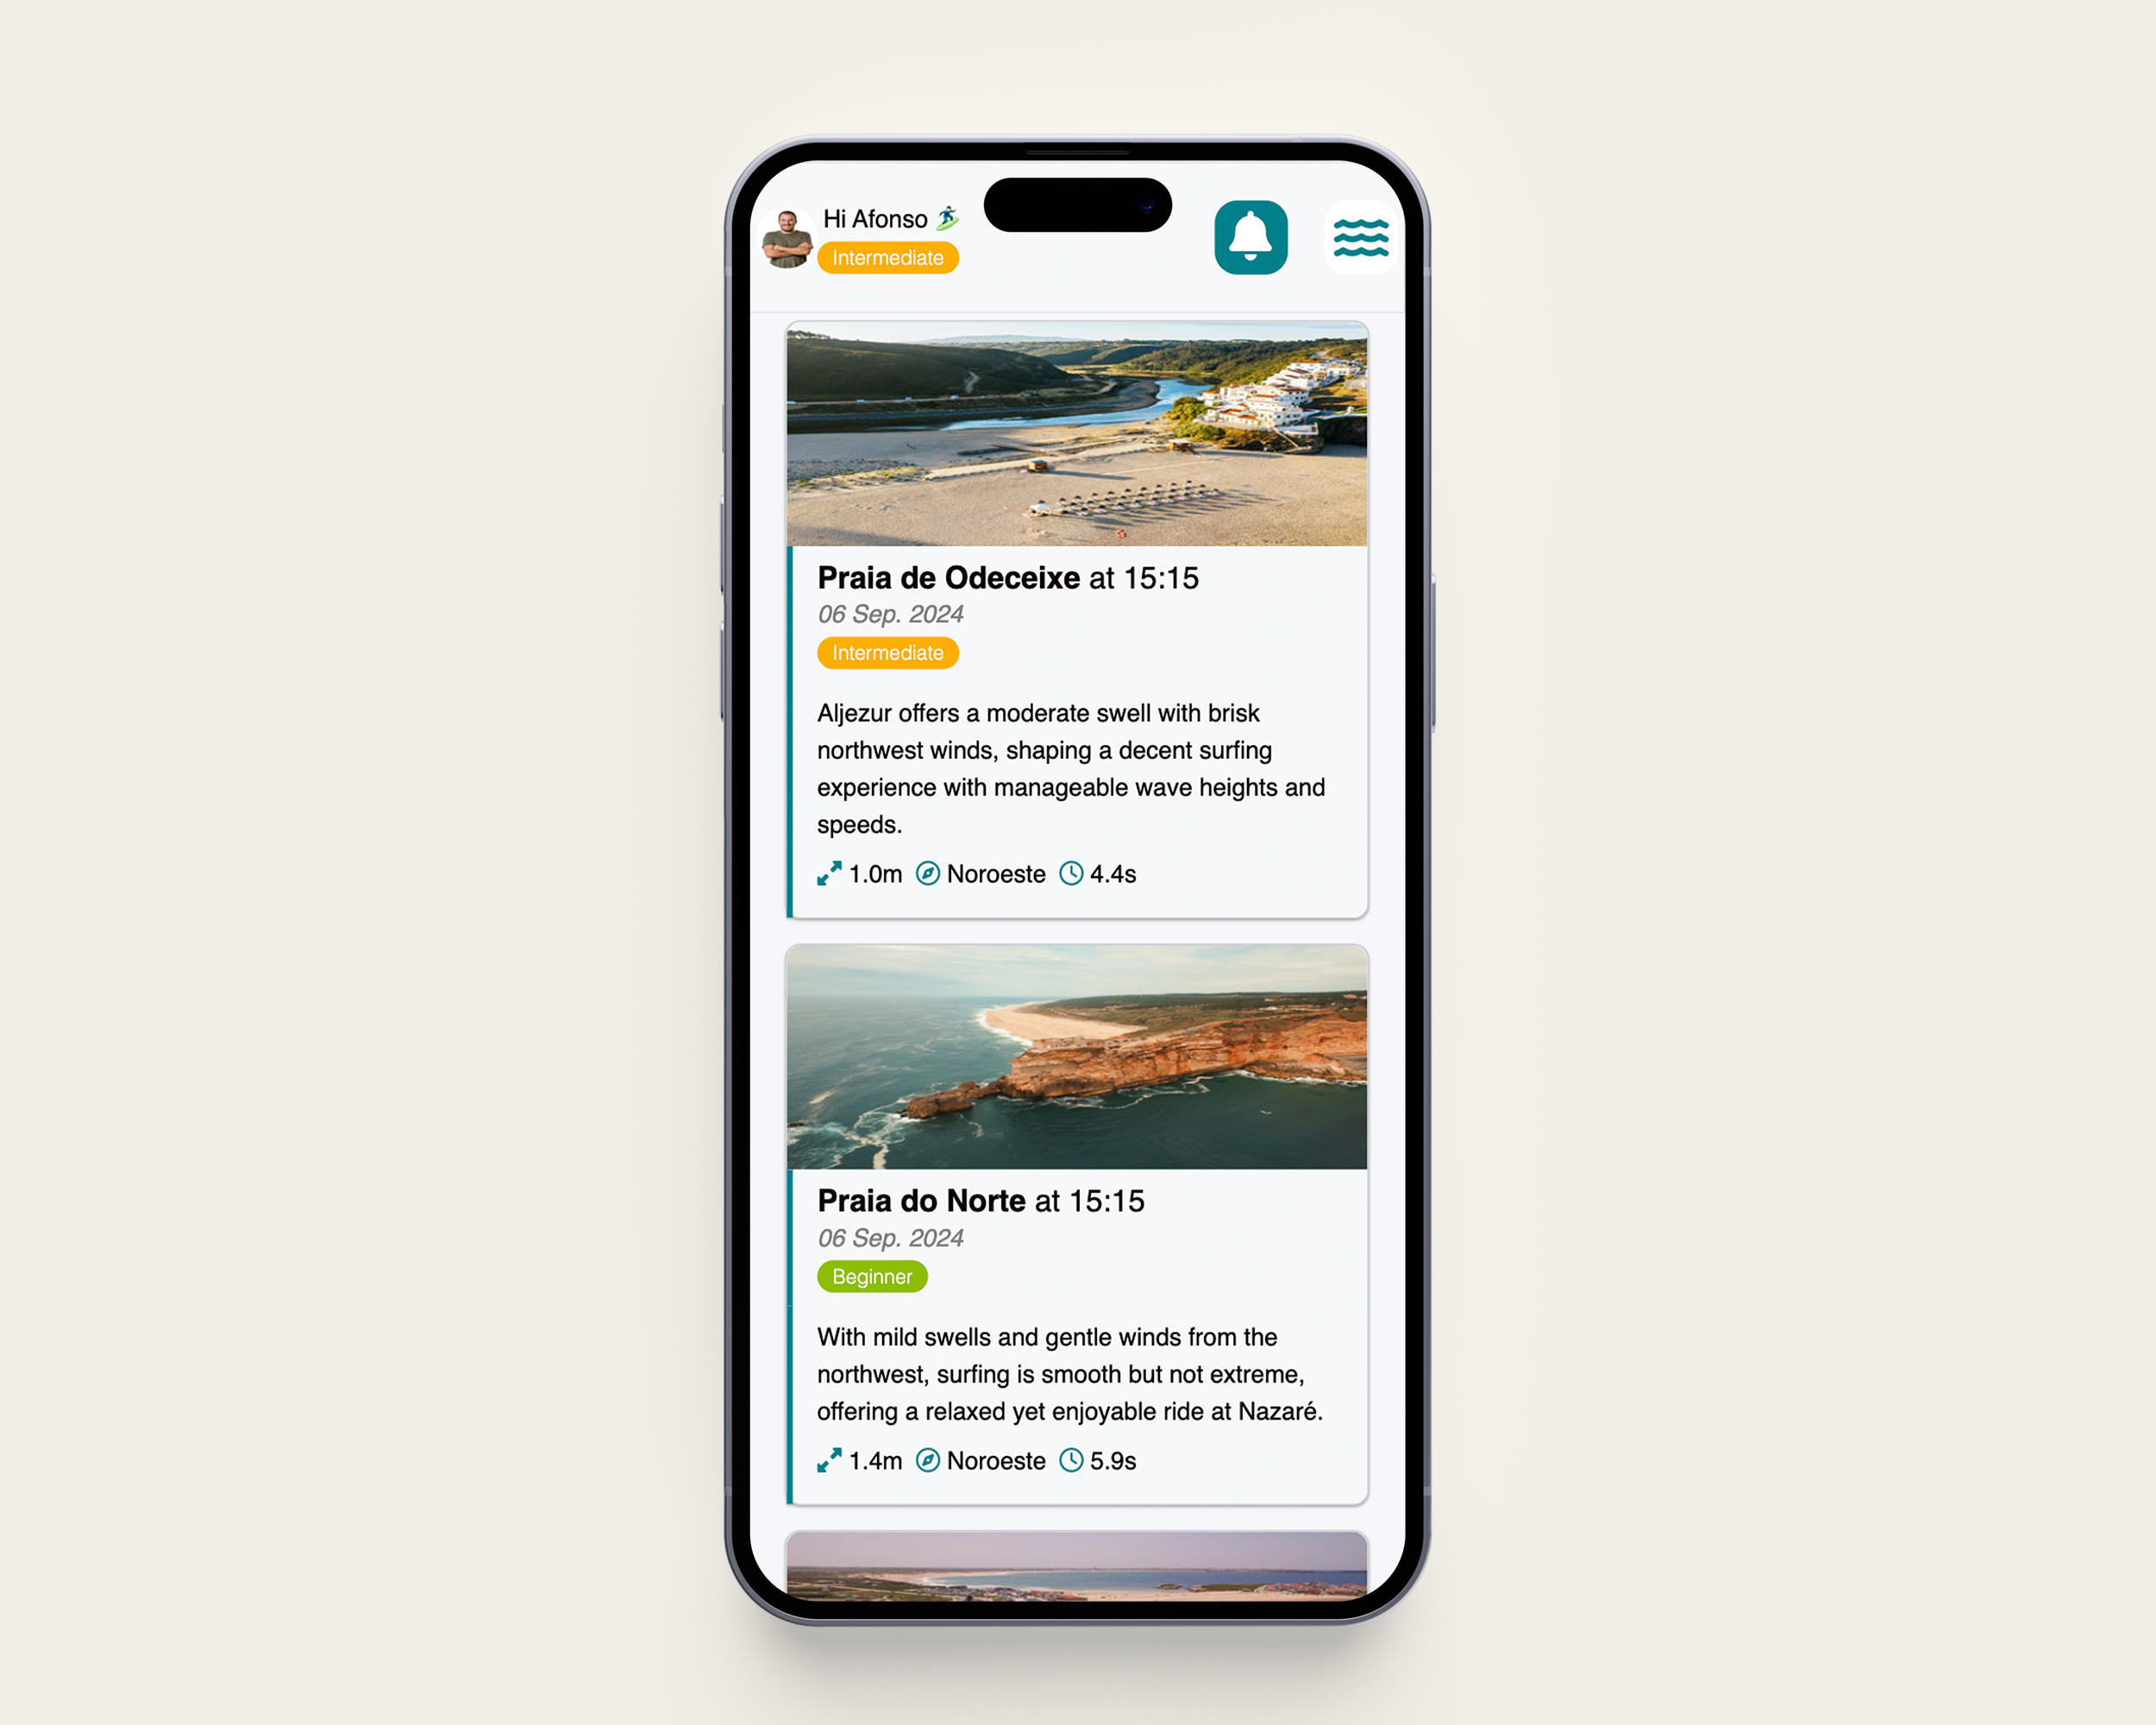 Hi Afonso 🏄
Intermediate
Praia de Odeceixe at 15:15
06 Sep. 2024
Intermediate
Aljezur offers a moderate swell with brisk
northwest winds, shaping a decent surfing
experience with manageable wave heights and
speeds.
1.0m Noroeste 4.4s
Praia do Norte at 15:15
06 Sep. 2024
Beginner
With mild swells and gentle winds from the
northwest, surfing is smooth but not extreme,
offering a relaxed yet enjoyable ride at Nazaré.
1.4m Noroeste 5.9s